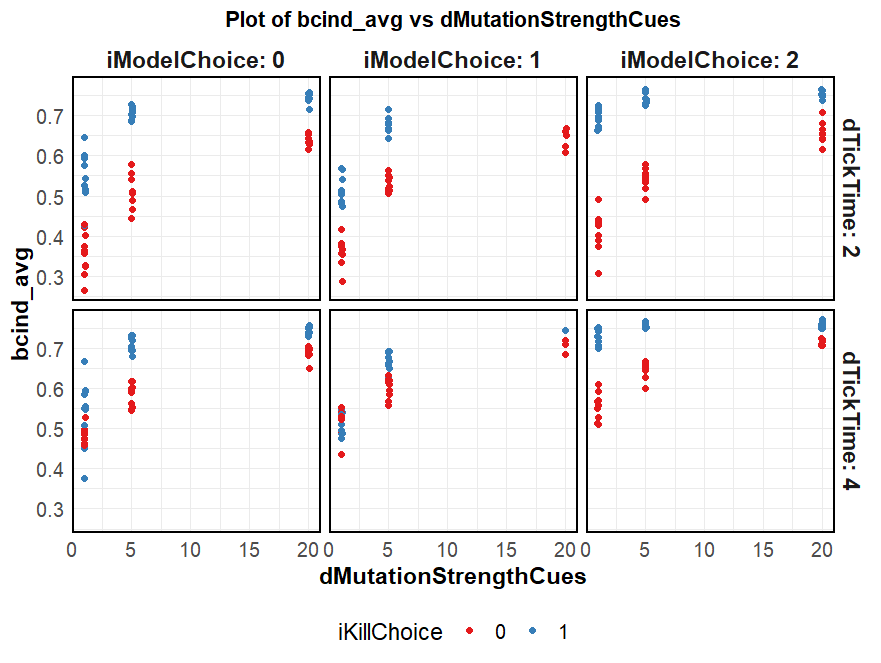 Plot of bcind_avg vs dMutationStrengthCues
iModelChoice: 0
iModelChoice: 1
iModelChoice: 2
0.7
0.6
0.5
0.4
0.3
dTickTime: 2
0.7
0.6
0.5
0.4
0.3
dTickTime: 4
bcind_avg
0 5 10 15 20
0 5 10 15 20
0 5 10 15 20
dMutationStrengthCues
iKillChoice 0 1